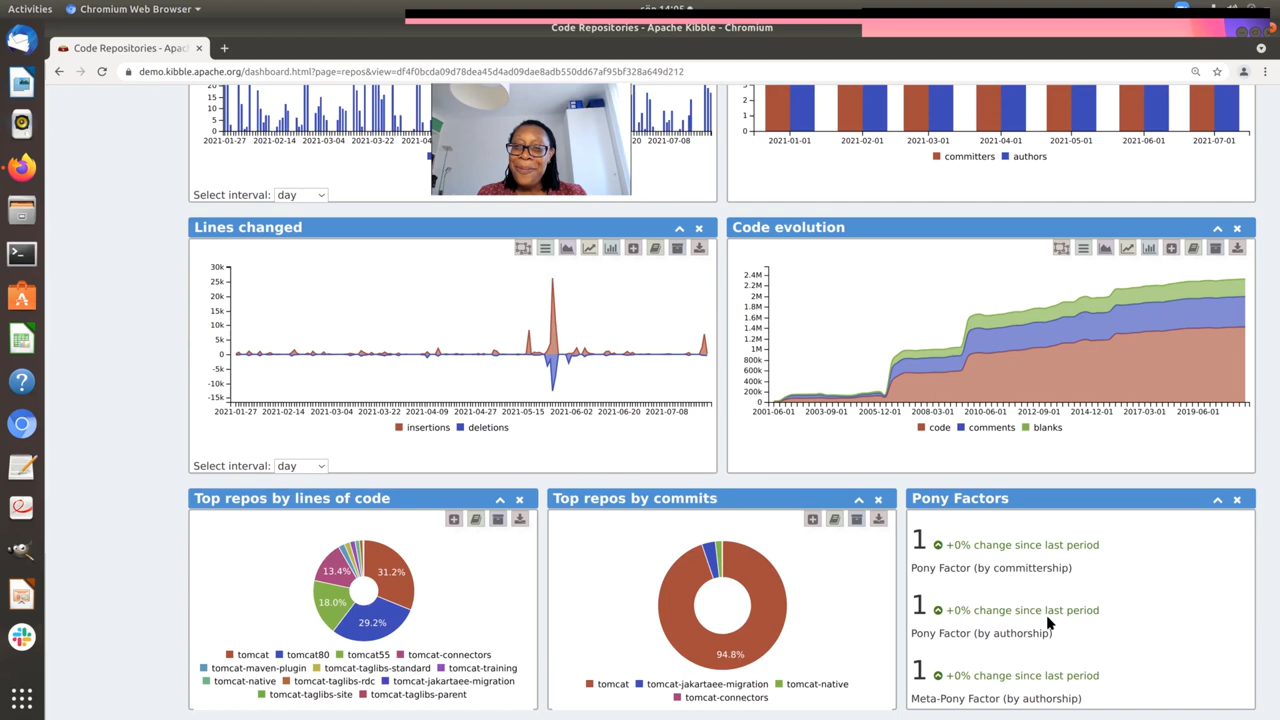 Activities Chromium Web Browser
Code Repositories - Apache Kibble - Chromium
Code Repositories - Apac
demo.kibble.apache.org/dashboard.html?page=repos&view=df4f0bcda09d78dea45d4ad09dae8adb550dd67af95bf328a649d212
20
15
10
5
0
2021-01-27 2021-02-14 2021-03-04 2021-03-22 2021-04 20 2021-07-08
Select interval: day
3
2
1
0
2021-01-01 2021-02-01 2021-03-01 2021-04-01 2021-05-01 2021-06-01 2021-07-01
committers authors
Lines changed
30k
25k
20k
15k
10k
5k
0
-5k
-10k
-15k
2021-01-27 2021-02-14 2021-03-04 2021-03-22 2021-04-09 2021-04-27 2021-05-15 2021-06-02 2021-06-20 2021-07-08
insertions deletions
Select interval: day
Code evolution
2.4M
2.2M
2M
1.8M
1.6M
1.4M
1.2M
1M
800k
600k
400k
200k
0
2001-06-01 2003-09-01 2005-12-01 2008-03-01 2010-06-01 2012-09-01 2014-12-01 2017-03-01 2019-06-01
code comments blanks
Top repos by lines of code
31.2%
13.4%
18.0%
29.2%
tomcat tomcat80 tomcat55 tomcat-connectors
tomcat-maven-plugin tomcat-taglibs-standard tomcat-training
tomcat-native tomcat-taglibs-rdc tomcat-jakartaee-migration
tomcat-taglibs-site tomcat-taglibs-parent
Top repos by commits
94.8%
tomcat tomcat-jakartaee-migration tomcat-native
tomcat-connectors
Pony Factors
1 +0% change since last period
Pony Factor (by committership)
1 +0% change since last period
Pony Factor (by authorship)
1 +0% change since last period
Meta-Pony Factor (by authorship)